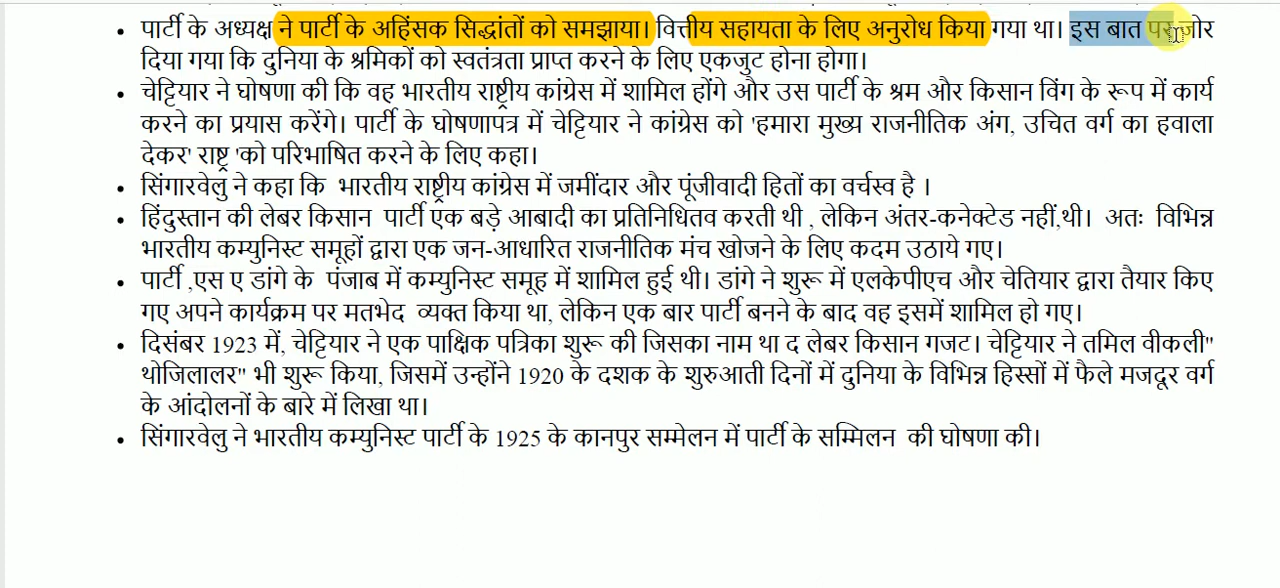 • पार्टी के अध्यक्ष ने पार्टी के अहिंसक सिद्धांतों को समझाया। वित्तीय सहायता के लिए अनुरोध किया गया था। इस बात पर जोर
दिया गया कि दुनिया के श्रमिकों को स्वतंत्रता प्राप्त करने के लिए एकजुट होना होगा।
• चेट्टियार ने घोषणा की कि वह भारतीय राष्ट्रीय कांग्रेस में शामिल होंगे और उस पार्टी के श्रम और किसान विंग के रूप में कार्य
करने का प्रयास करेंगे। पार्टी के घोषणापत्र में चेट्टियार ने कांग्रेस को 'हमारा मुख्य राजनीतिक अंग, उचित वर्ग का हवाला
देकर' राष्ट्र 'को परिभाषित करने के लिए कहा।
• सिंगारवेलु ने कहा कि भारतीय राष्ट्रीय कांग्रेस में जमींदार और पूंजीवादी हितों का वर्चस्व है ।
• हिंदुस्तान की लेबर किसान पार्टी एक बड़े आबादी का प्रतिनिधितव करती थी , लेकिन अंतर-कनेक्टेड नहीं,थी। अतः विभिन्न
भारतीय कम्युनिस्ट समूहों द्वारा एक जन-आधारित राजनीतिक मंच खोजने के लिए कदम उठाये गए।
• पार्टी ,एस ए डांगे के पंजाब में कम्युनिस्ट समूह में शामिल हुई थी। डांगे ने शुरू में एलकेपीएच और चेतियार द्वारा तैयार किए
गए अपने कार्यक्रम पर मतभेद व्यक्त किया था, लेकिन एक बार पार्टी बनने के बाद वह इसमें शामिल हो गए।
• दिसंबर 1923 में, चेट्टियार ने एक पाक्षिक पत्रिका शुरू की जिसका नाम था द लेबर किसान गजट। चेट्टियार ने तमिल वीकली"
थोजिलालर" भी शुरू किया, जिसमें उन्होंने 1920 के दशक के शुरुआती दिनों में दुनिया के विभिन्न हिस्सों में फैले मजदूर वर्ग
के आंदोलनों के बारे में लिखा था।
• सिंगारवेलु ने भारतीय कम्युनिस्ट पार्टी के 1925 के कानपुर सम्मेलन में पार्टी के सम्मिलन की घोषणा की।